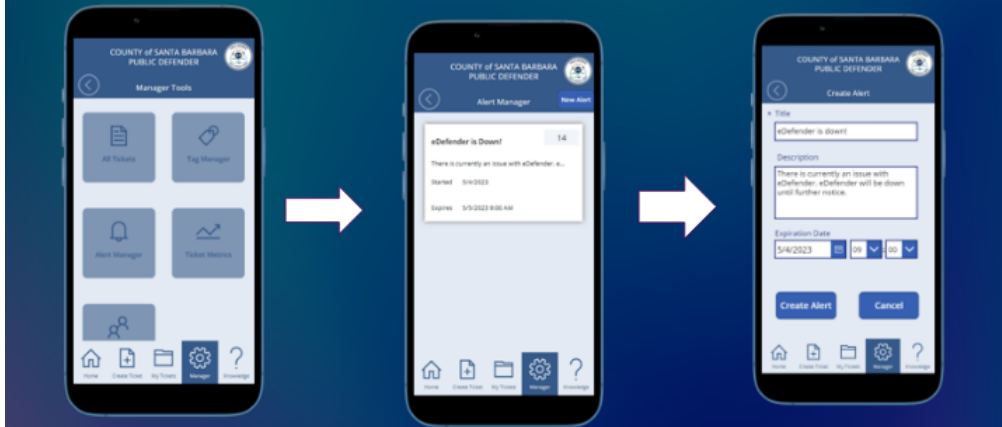 COUNTY of SANTA BARBARA
PUBLIC DEFENDER
Manager Tools
All Tickets
Tag Manager
Alert Manager
Ticket Metrics
Home
Create Ticket
My Tickets
Manager
Knowledge
COUNTY of SANTA BARBARA
PUBLIC DEFENDER
Alert Manager
New Alert
eDefender is Down!
14
There is currently an issue with eDefender. e...
Started 5/4/2023
Expires 5/5/2023 9:00 AM
Home
Create Ticket
My Tickets
Manager
Knowledge
COUNTY of SANTA BARBARA
PUBLIC DEFENDER
Create Alert
* Title
eDefender is down!
Description
There is currently an issue with
eDefender. eDefender will be down
until further notice.
Expiration Date
5/4/2023 09 : 00
Create Alert
Cancel
Home
Create Ticket
My Tickets
Manager
Knowledge